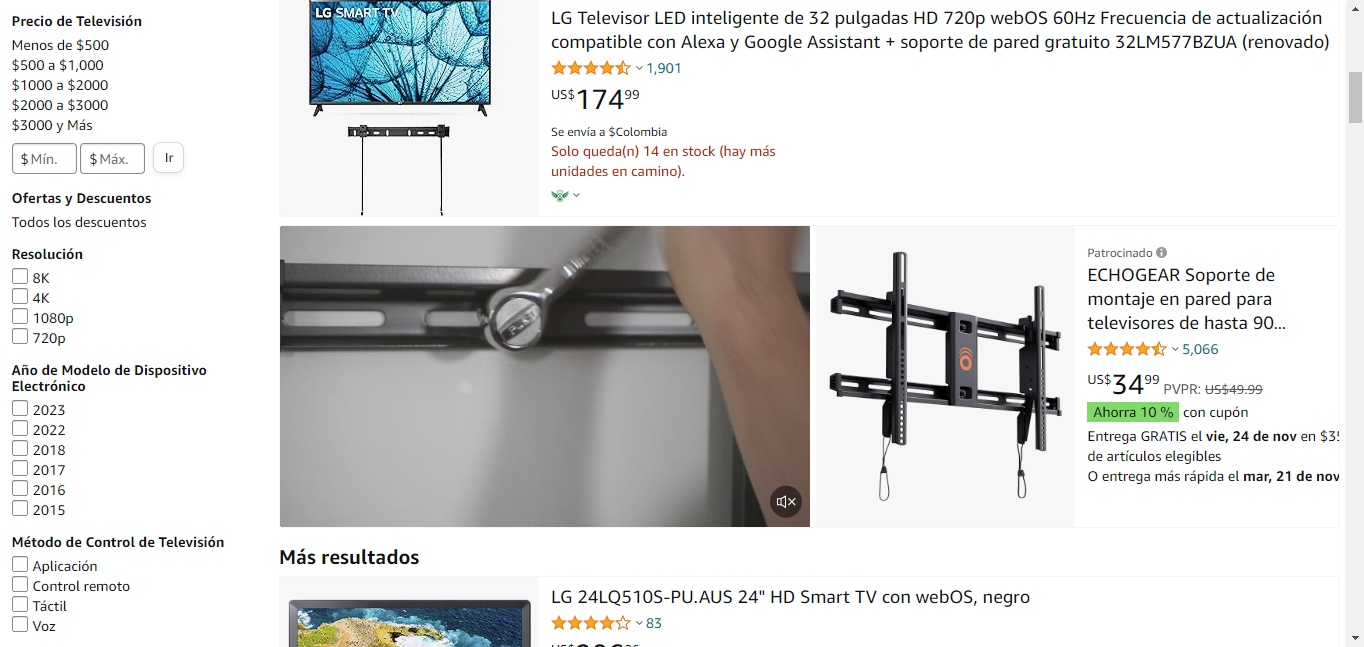 Precio de Televisión
Menos de $500
$500 a $1,000
$1000 a $2000
$2000 a $3000
$3000 y Más
$ Mín.
$ Máx.
Ir
Ofertas y Descuentos
Todos los descuentos
Resolución
8K
4K
1080p
720p
Año de Modelo de Dispositivo
Electrónico
2023
2022
2018
2017
2016
2015
Método de Control de Televisión
Aplicación
Control remoto
Táctil
Voz
LG SMART TV
LG Televisor LED inteligente de 32 pulgadas HD 720p webOS 60Hz Frecuencia de actualización
compatible con Alexa y Google Assistant + soporte de pared gratuito 32LM577BZUA (renovado)
1,901
US$17499
Se envía a $Colombia
Solo queda(n) 14 en stock (hay más
unidades en camino).
Patrocinado
ECHOGEAR Soporte de
montaje en pared para
televisores de hasta 90...
5,066
US$3499 PVPR: US$49.99
Ahorra 10 % con cupón
Entrega GRATIS el vie, 24 de nov en $35
de artículos elegibles
O entrega más rápida el mar, 21 de nov
Más resultados
LG 24LQ510S-PU.AUS 24" HD Smart TV con webOS, negro
83